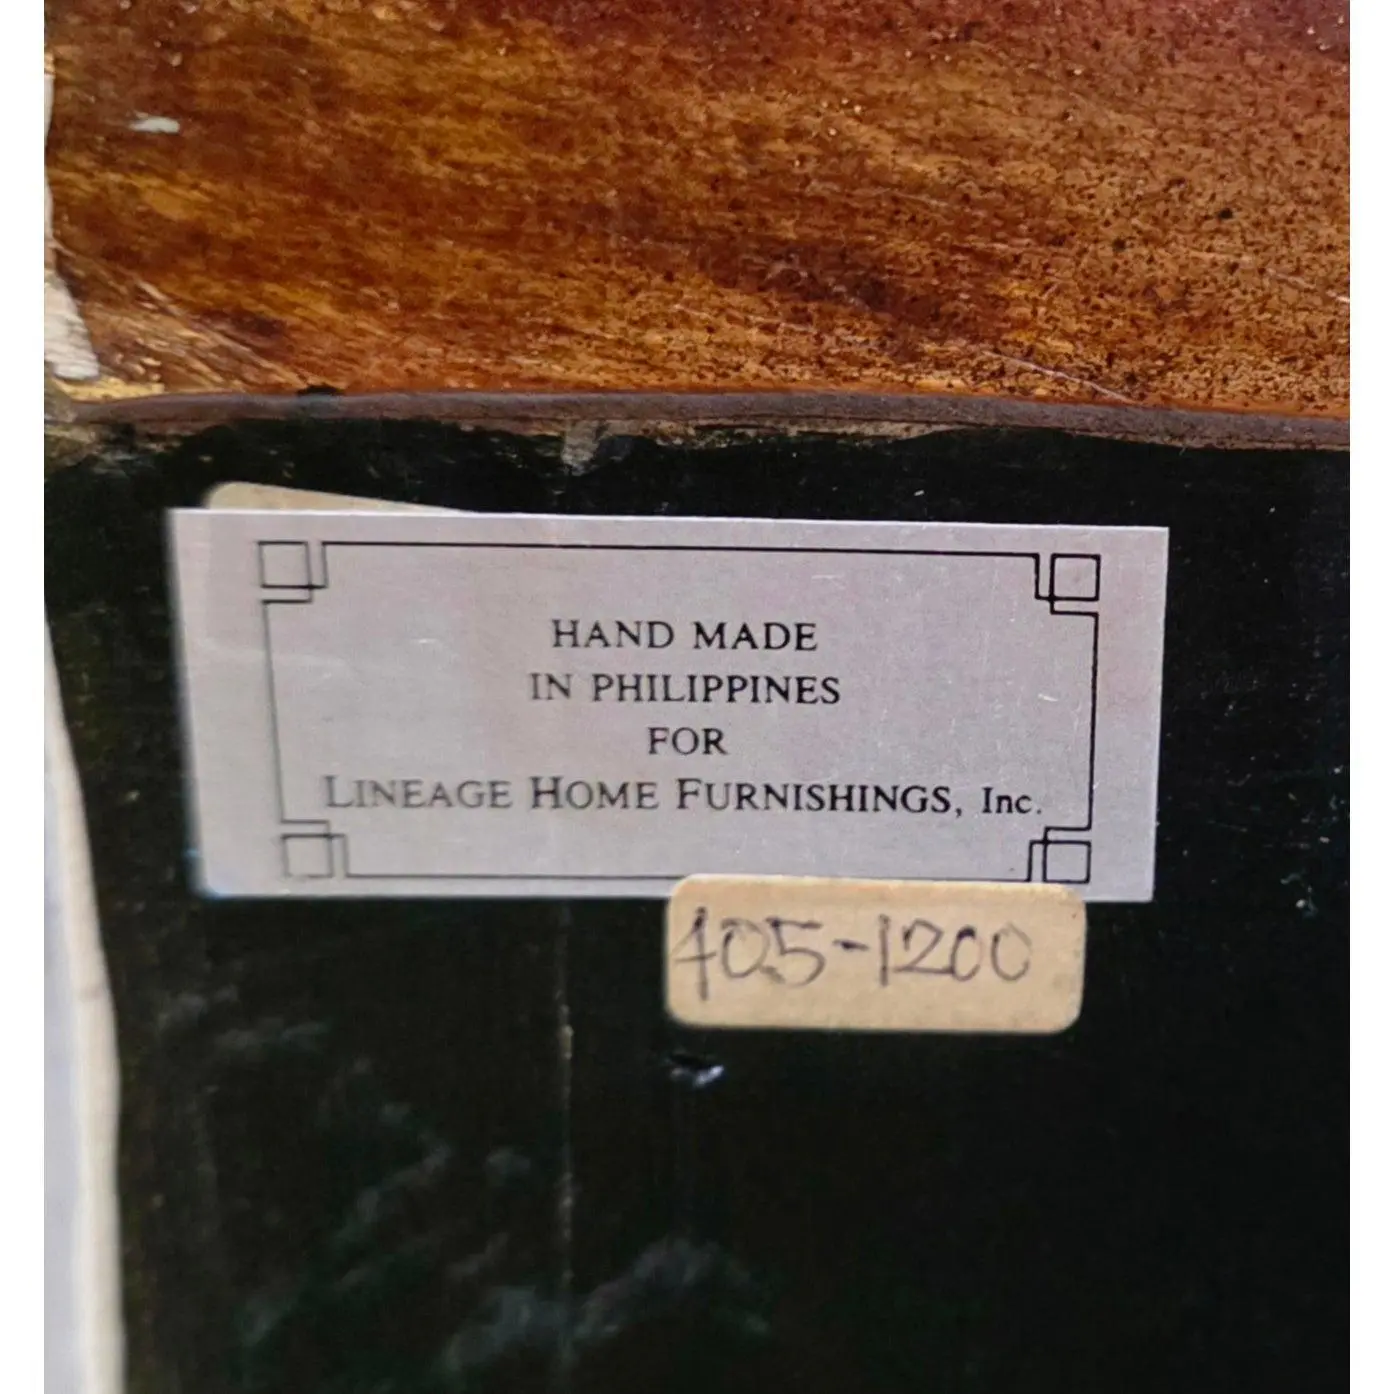 HAND MADE
IN PHILIPPINES
FOR
LINEAGE HOME FURNISHINGS, Inc.
405-1200